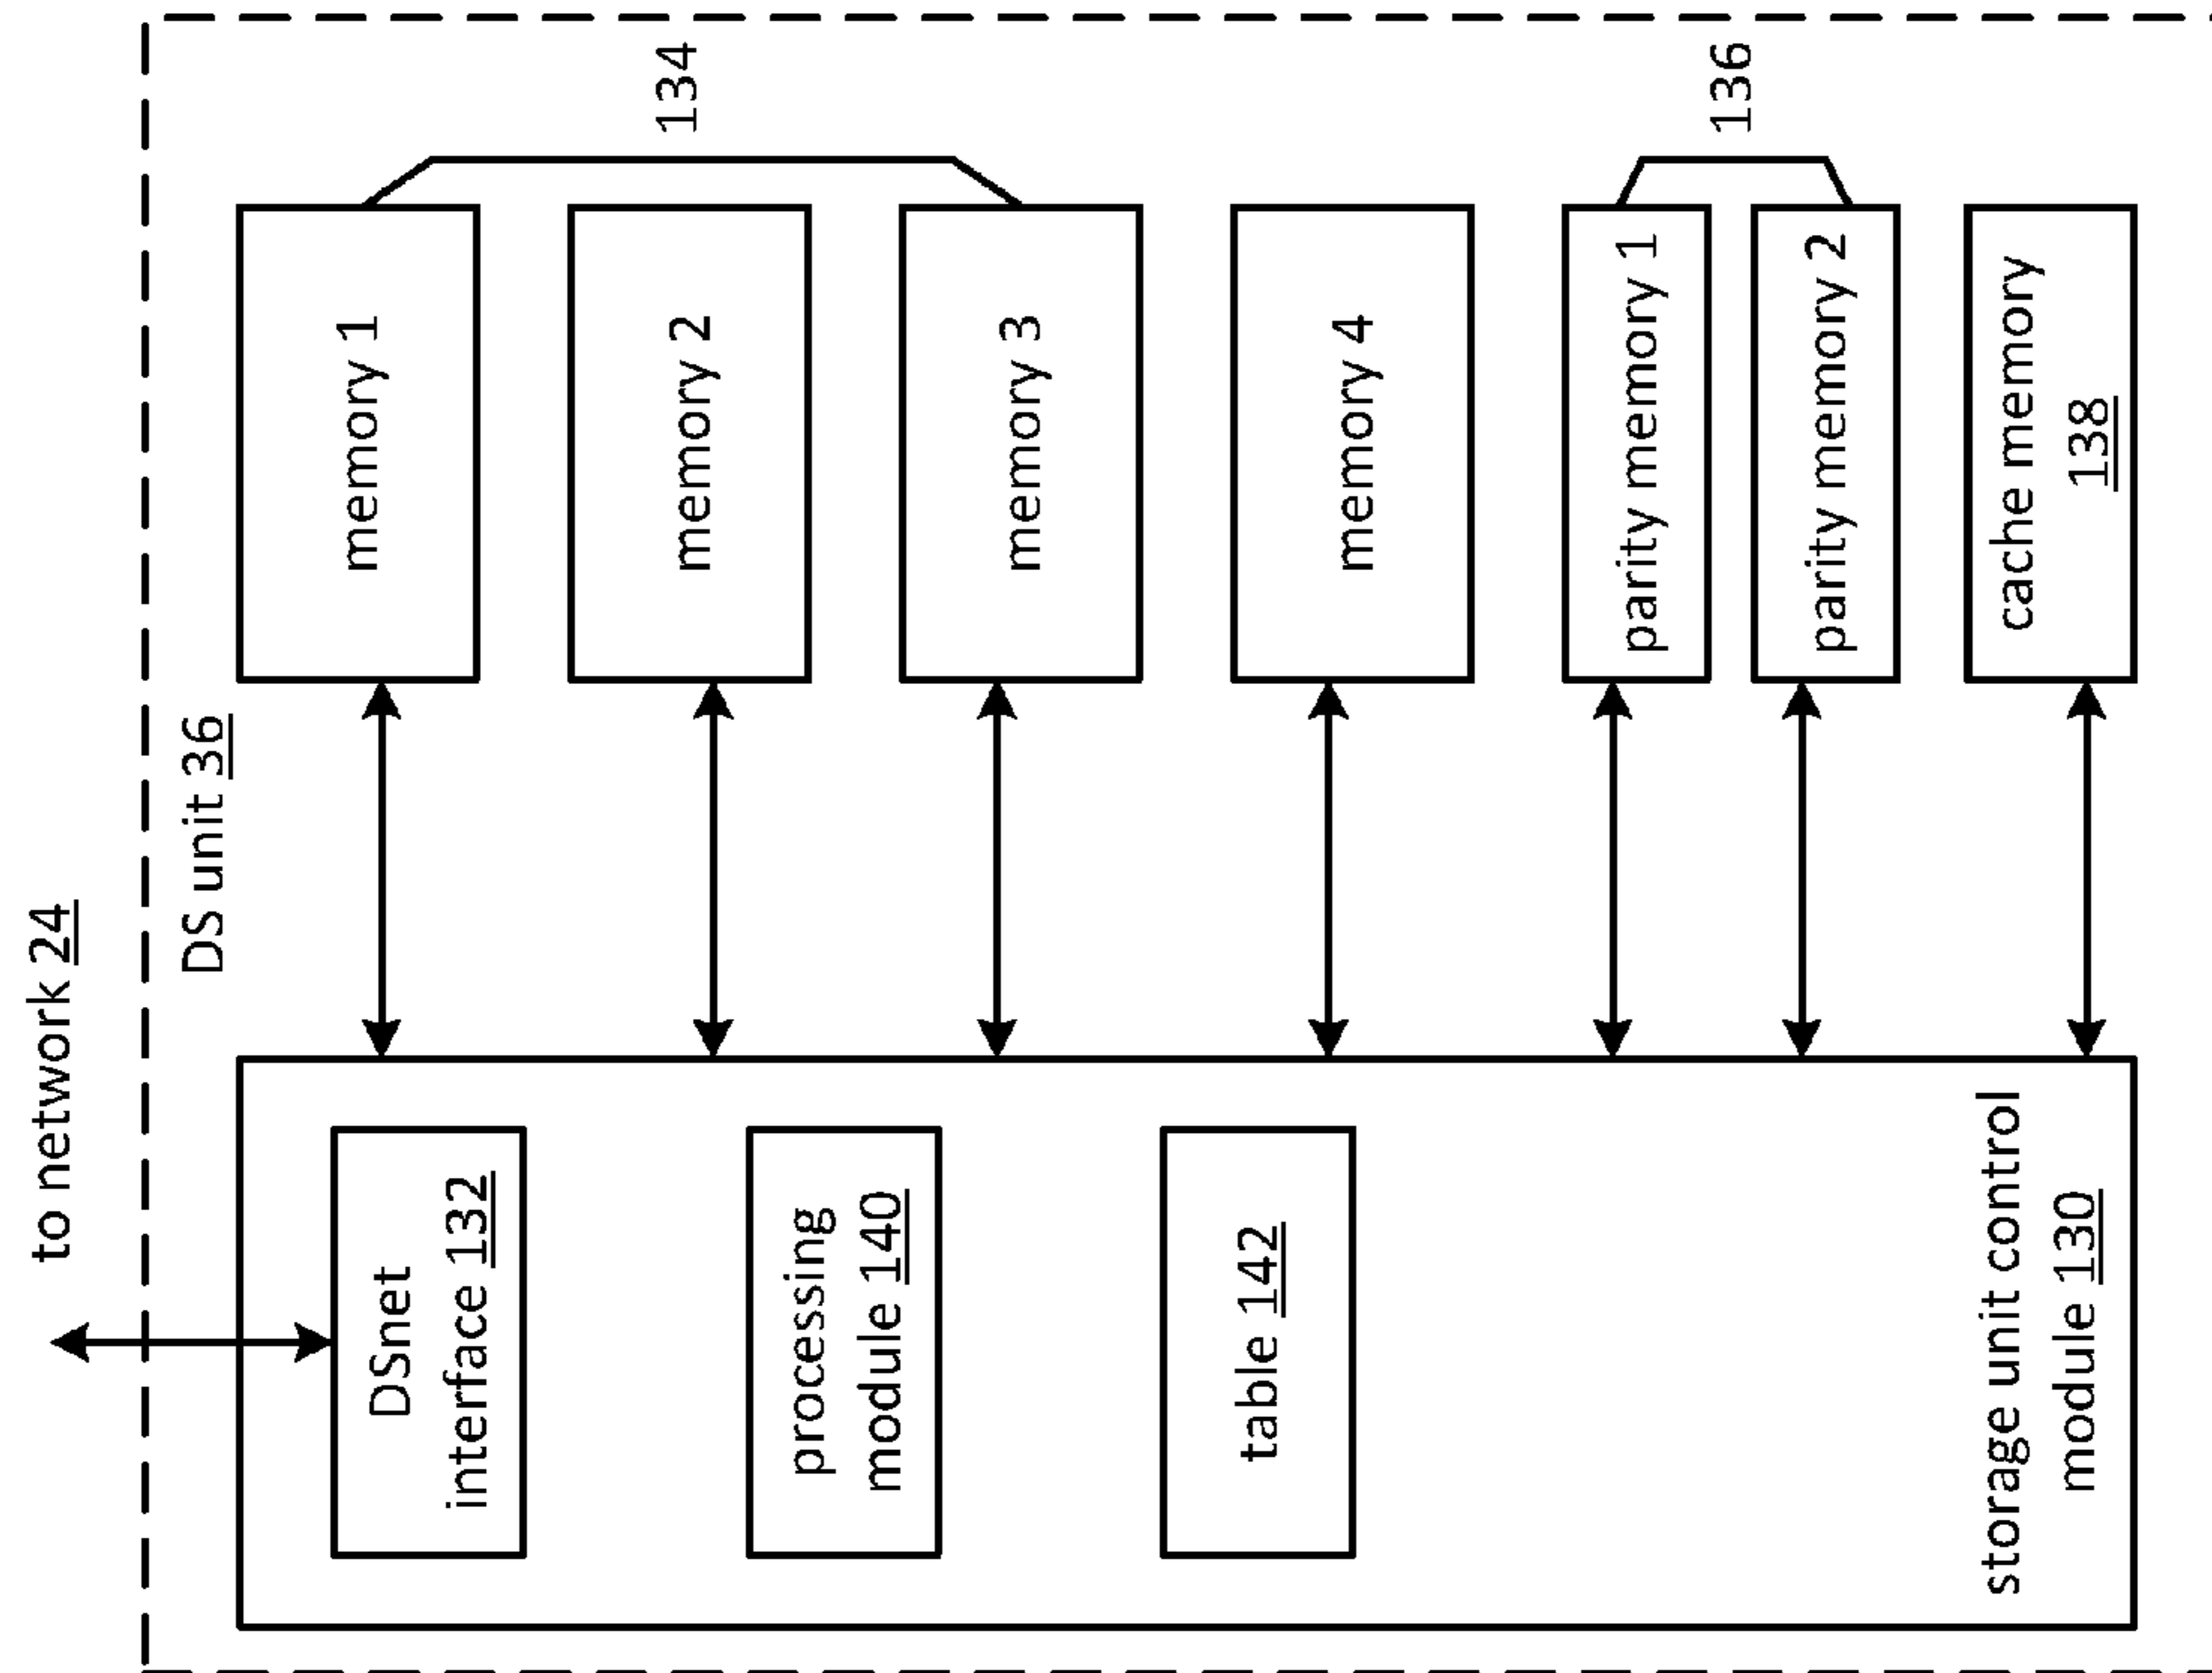 to network 24
DS unit 36
DSnet
interface 132
processing
module 140
table 142
storage unit control
module 130
memory 1
memory 2
memory 3
memory 4
134
parity memory 1
parity memory 2
136
cache memory
138